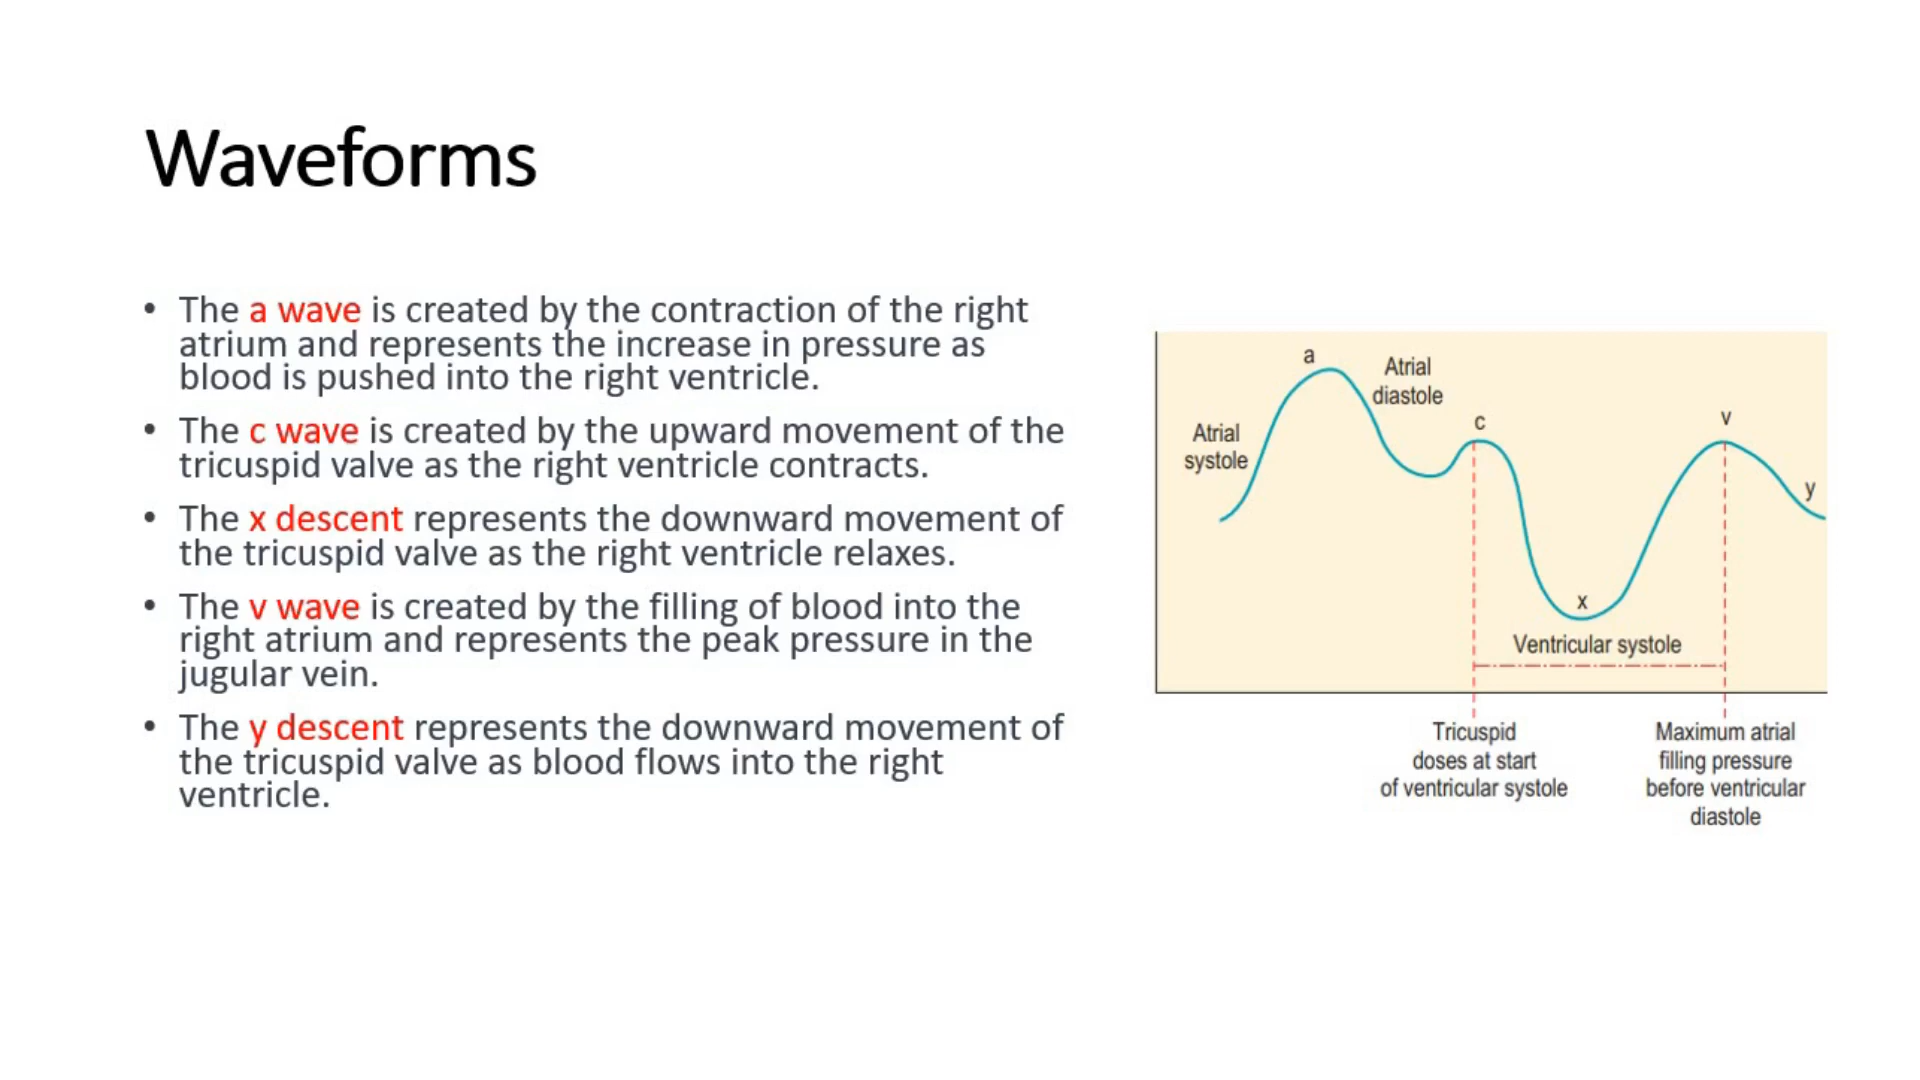 Waveforms
• The a wave is created by the contraction of the right
atrium and represents the increase in pressure as
blood is pushed into the right ventricle.
• The c wave is created by the upward movement of the
tricuspid valve as the right ventricle contracts.
• The x descent represents the downward movement of
the tricuspid valve as the right ventricle relaxes.
• The v wave is created by the filling of blood into the
right atrium and represents the peak pressure in the
jugular vein.
• The y descent represents the downward movement of
the tricuspid valve as blood flows into the right
ventricle.
a
Atrial
diastole
Atrial
systole
c
v
y
x
Ventricular systole
Tricuspid
doses at start
of ventricular systole
Maximum atrial
filling pressure
before ventricular
diastole